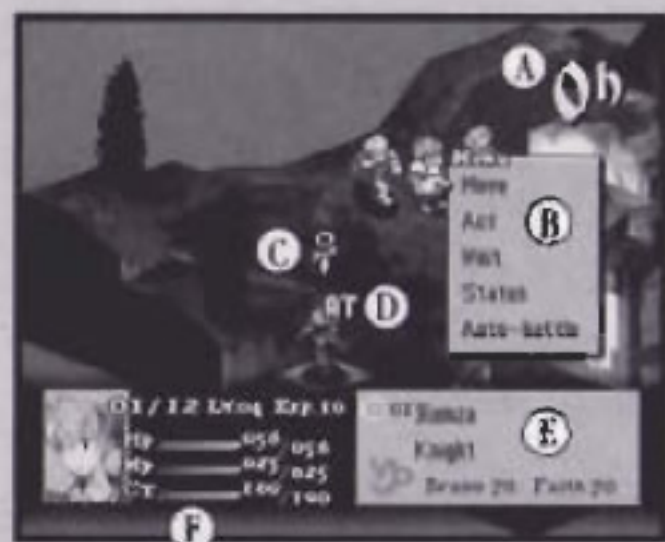 A
0h
Move
Act
B
Wait
C
Status
AT D
Auto-battle
Hp 056/056
Mp 025/025
CT 100/100
Ramza
Knight E
Brave 70 Faith 70
F